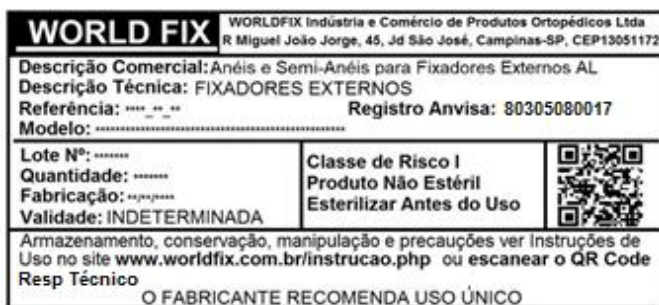 WORLD FIX
WORLDFIX Indústria e Comércio de Produtos Ortopédicos Ltda
R Miguel João Jorge, 45, Jd São José, Campinas-SP, CEP13051172
Descrição Comercial: Anéis e Semi-Anéis para Fixadores Externos AL
Descrição Técnica: FIXADORES EXTERNOS
Referência: ····_··_·· Registro Anvisa: 80305080017
Modelo: ··················································
Lote Nº: ·······
Quantidade: ·······
Fabricação: ··/··/····
Validade: INDETERMINADA
Classe de Risco I
Produto Não Estéril
Esterilizar Antes do Uso
Armazenamento, conservação, manipulação e precauções ver Instruções de
Uso no site www.worldfix.com.br/instrucao.php ou escanear o QR Code
Resp Técnico
O FABRICANTE RECOMENDA USO ÚNICO